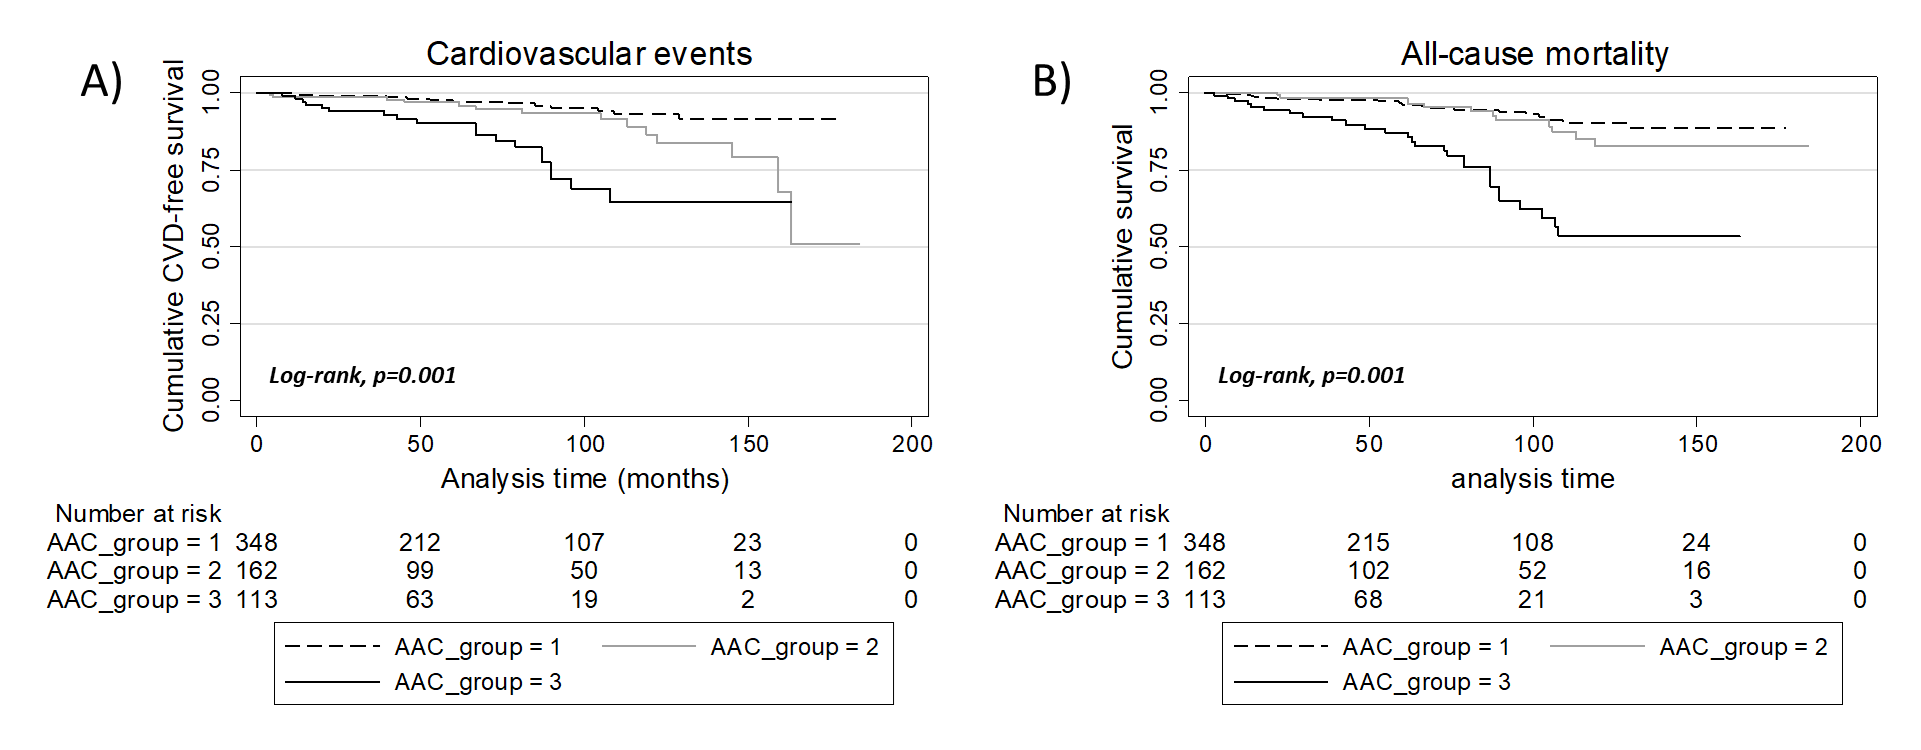 A)
Cardiovascular events
Cumulative CVD-free survival
1.00
0.75
0.50
0.25
0.00
Log-rank, p=0.001
0 50 100 150 200
Analysis time (months)
Number at risk
AAC_group = 1 348 212 107 23 0
AAC_group = 2 162 99 50 13 0
AAC_group = 3 113 63 19 2 0
AAC_group = 1 AAC_group = 2
AAC_group = 3
B)
All-cause mortality
Cumulative survival
1.00
0.75
0.50
0.25
0.00
Log-rank, p=0.001
0 50 100 150 200
analysis time
Number at risk
AAC_group = 1 348 215 108 24 0
AAC_group = 2 162 102 52 16 0
AAC_group = 3 113 68 21 3 0
AAC_group = 1 AAC_group = 2
AAC_group = 3